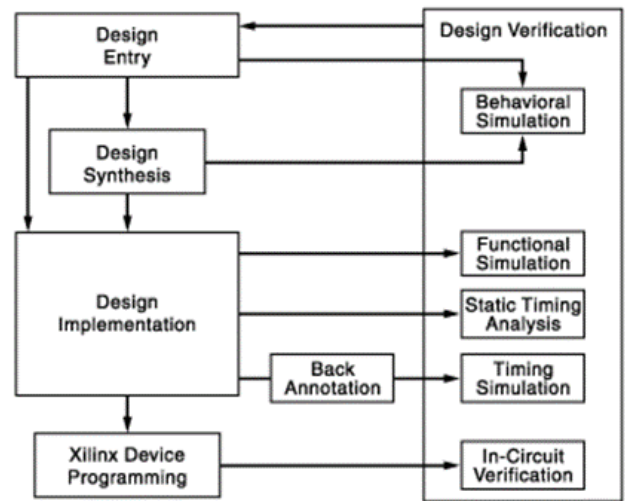 Design
Entry
Design Verification
Behavioral
Simulation
Design
Synthesis
Design
Implementation
Functional
Simulation
Static Timing
Analysis
Back
Annotation
Timing
Simulation
Xilinx Device
Programming
In-Circuit
Verification